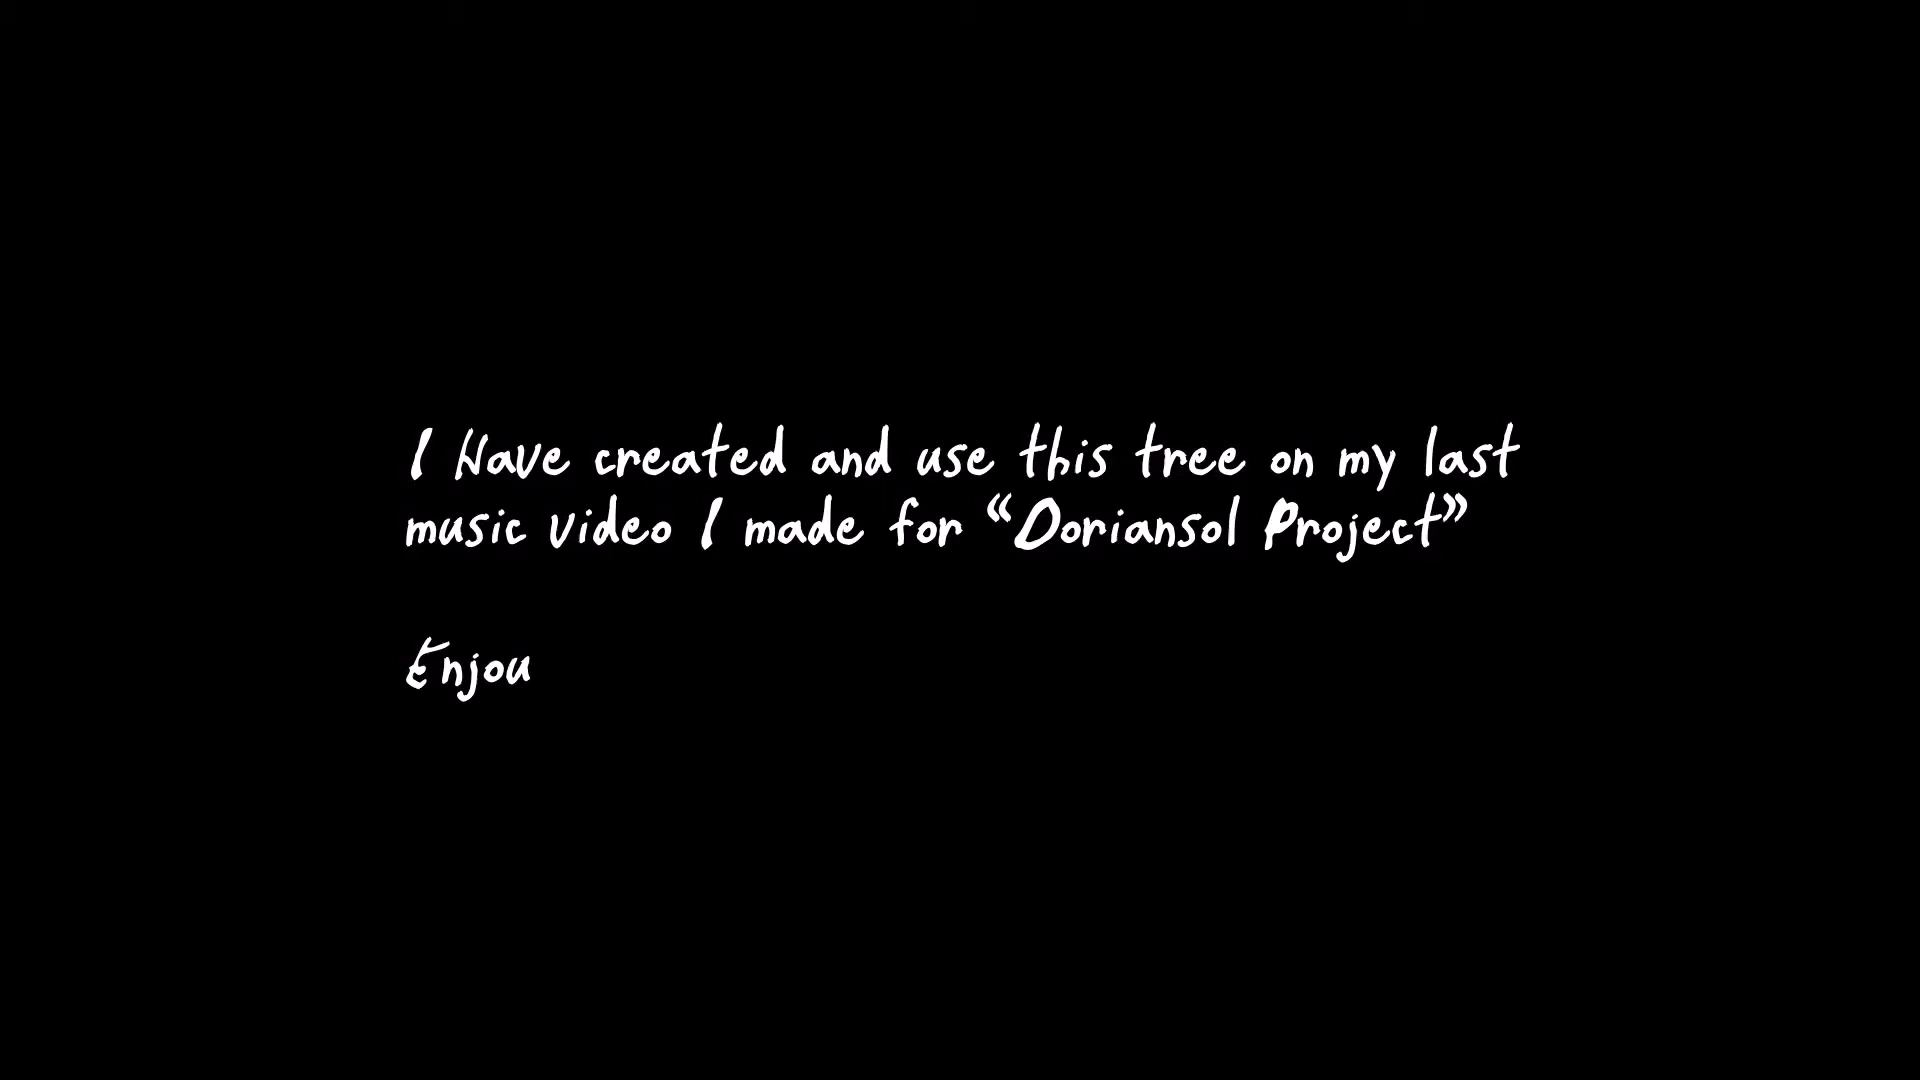 I Have created and use this tree on my last
music video I made for “Doriansol Project”
Enjou